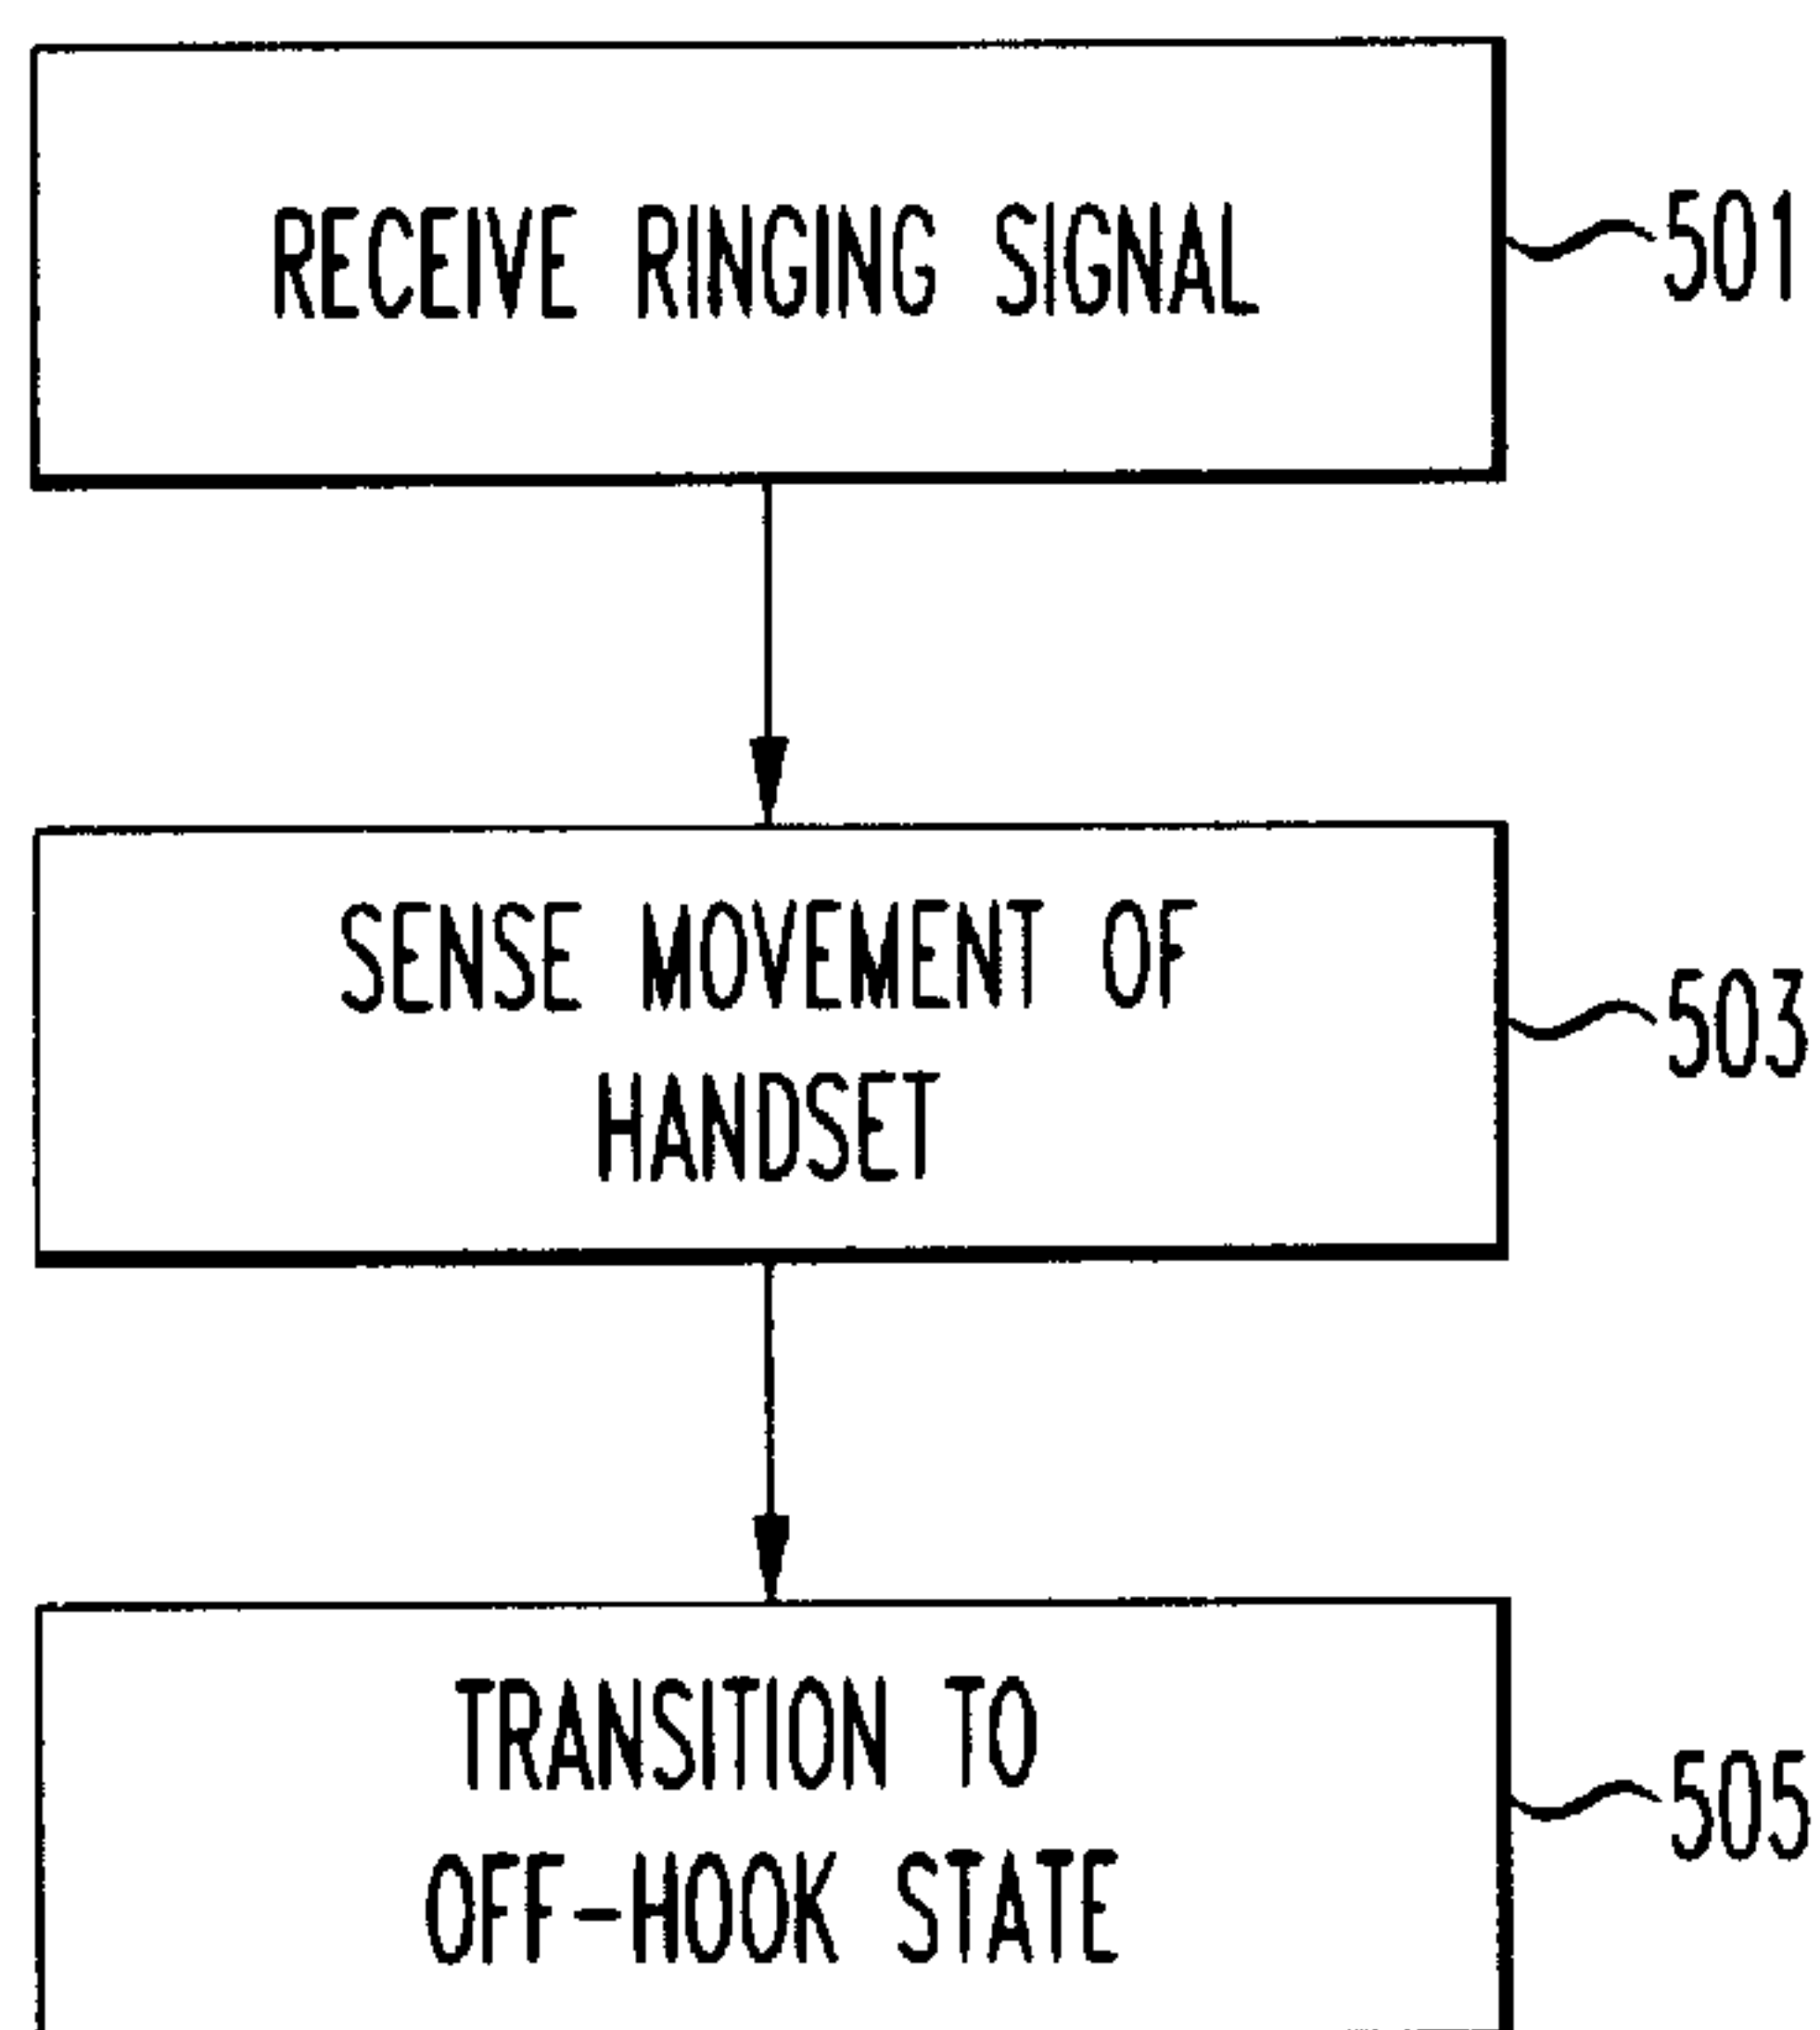 RECEIVE RINGING SIGNAL
501
SENSE MOVEMENT OF
HANDSET
503
TRANSITION TO
OFF-HOOK STATE
505